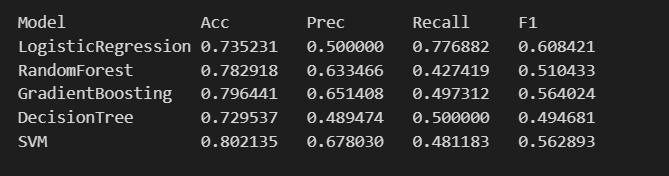 Model Acc Prec Recall F1
LogisticRegression 0.735231 0.500000 0.776882 0.608421
RandomForest 0.782918 0.633466 0.427419 0.510433
GradientBoosting 0.796441 0.651408 0.497312 0.564024
DecisionTree 0.729537 0.489474 0.500000 0.494681
SVM 0.802135 0.678030 0.481183 0.562893